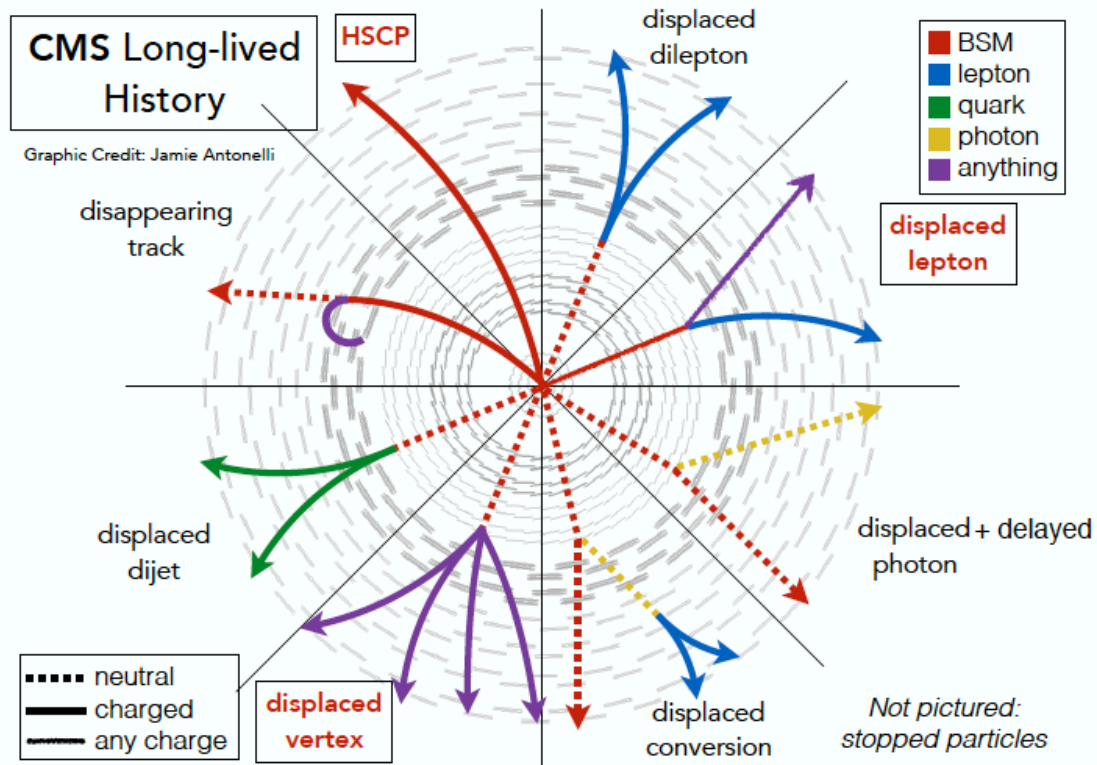 CMS Long-lived
History
Graphic Credit: Jamie Antonelli
HSCP
displaced
dilepton
BSM
lepton
quark
photon
anything
displaced
lepton
disappearing
track
displaced + delayed
photon
displaced
dijet
neutral
charged
any charge
displaced
vertex
displaced
conversion
Not pictured:
stopped particles